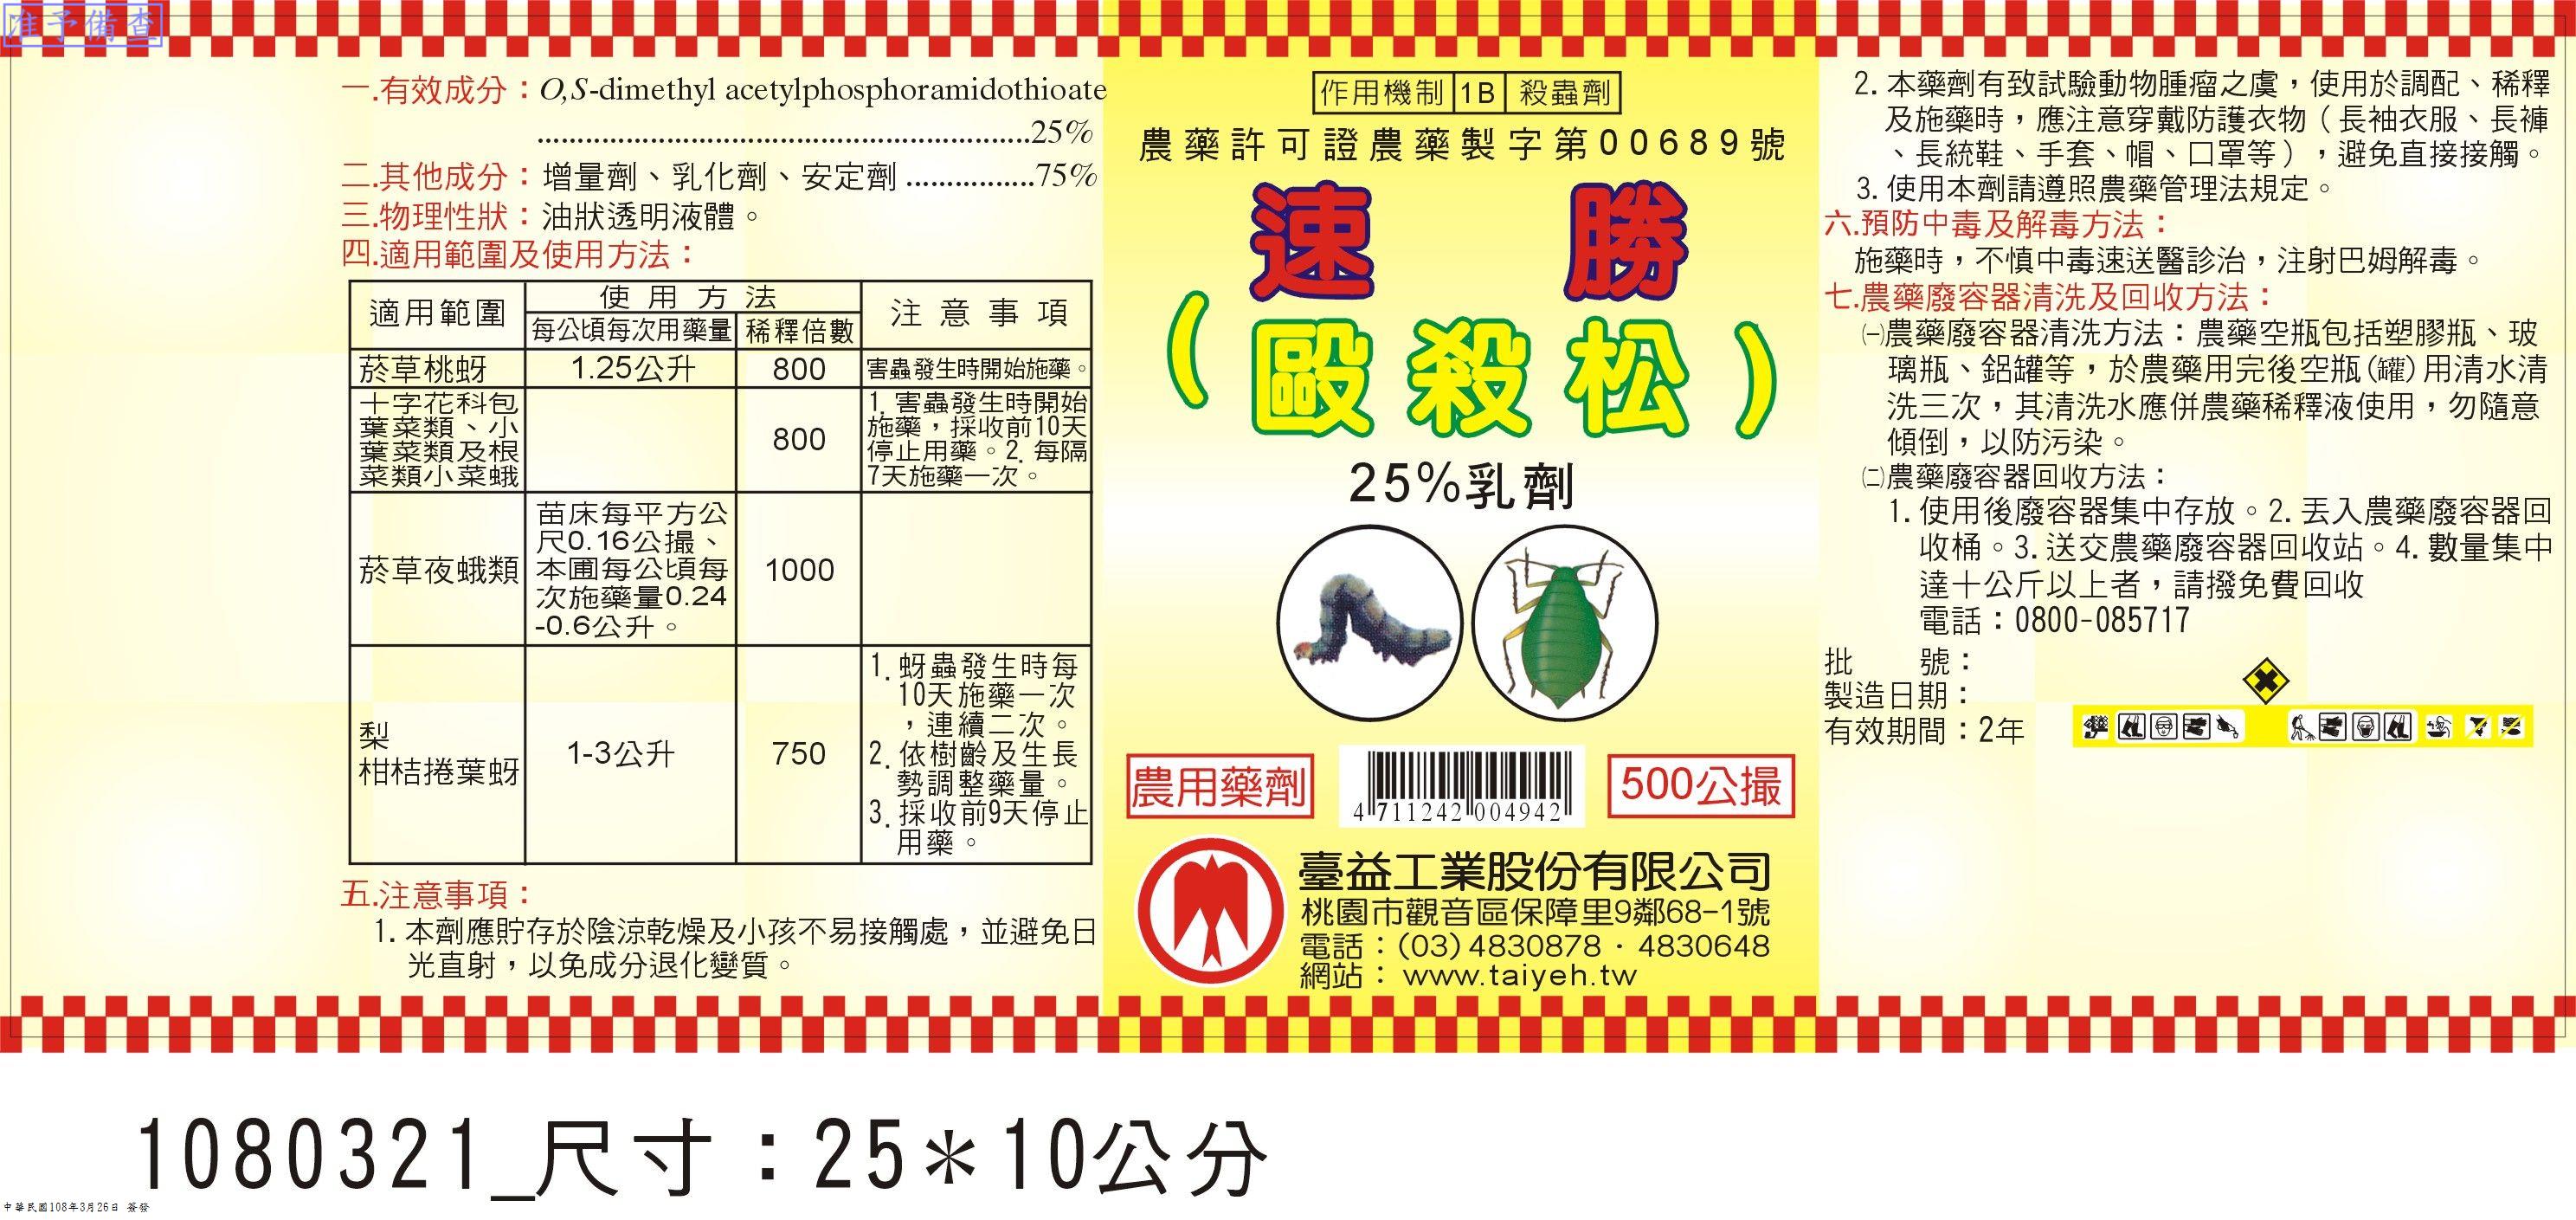 准予備查
一.有效成分：O,S-dimethyl acetylphosphoramidothioate
............................................................25%
二.其他成分：增量劑、乳化劑、安定劑................75%
三.物理性狀：油狀透明液體。
四.適用範圍及使用方法：
適用範圍
使用方法
每公頃每次用藥量
稀釋倍數
注意事項
菸草桃蚜
1.25公升
800
害蟲發生時開始施藥。
十字花科包
葉菜類、小
葉菜類及根
菜類小菜蛾
800
1. 害蟲發生時開始
施藥，採收前10天
停止用藥。2. 每隔
7天施藥一次。
菸草夜蛾類
苗床每平方公
尺0.16公撮、
本圃每公頃每
次施藥量0.24
-0.6公升。
1000
梨
柑桔捲葉蚜
1-3公升
750
1. 蚜蟲發生時每
10天施藥一次
，連續二次。
2. 依樹齡及生長
勢調整藥量。
3. 採收前9天停止
用藥。
五.注意事項：
1. 本劑應貯存於陰涼乾燥及小孩不易接觸處，並避免日
光直射，以免成分退化變質。
作用機制 1B 殺蟲劑
農藥許可證農藥製字第00689號
速勝
(毆殺松)
25%乳劑
農用藥劑
4 711242 004942
500公撮
臺益工業股份有限公司
桃園市觀音區保障里9鄰68-1號
電話：(03)4830878．4830648
網站：www.taiyeh.tw
2. 本藥劑有致試驗動物腫瘤之虞，使用於調配、稀釋
及施藥時，應注意穿戴防護衣物（長袖衣服、長褲
、長統鞋、手套、帽、口罩等），避免直接接觸。
3. 使用本劑請遵照農藥管理法規定。
六.預防中毒及解毒方法：
施藥時，不慎中毒速送醫診治，注射巴姆解毒。
七.農藥廢容器清洗及回收方法：
㈠農藥廢容器清洗方法：農藥空瓶包括塑膠瓶、玻
璃瓶、鋁罐等，於農藥用完後空瓶(罐)用清水清
洗三次，其清洗水應併農藥稀釋液使用，勿隨意
傾倒，以防污染。
㈡農藥廢容器回收方法：
1. 使用後廢容器集中存放。2. 丟入農藥廢容器回
收桶。3. 送交農藥廢容器回收站。4. 數量集中
達十公斤以上者，請撥免費回收
電話：0800-085717
批號：
製造日期：
有效期間：2年
1080321_尺寸：25*10公分
中華民國108年3月26日 簽發